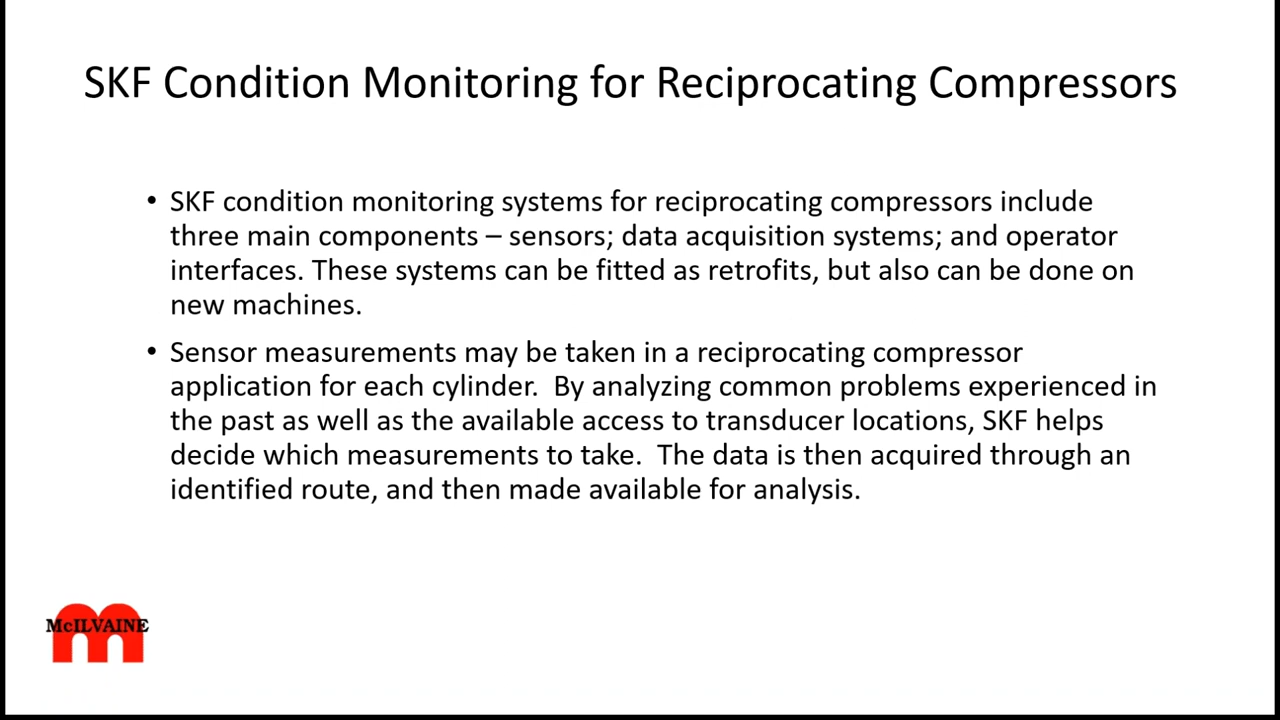 SKF Condition Monitoring for Reciprocating Compressors
• SKF condition monitoring systems for reciprocating compressors include
three main components – sensors; data acquisition systems; and operator
interfaces. These systems can be fitted as retrofits, but also can be done on
new machines.
• Sensor measurements may be taken in a reciprocating compressor
application for each cylinder.  By analyzing common problems experienced in
the past as well as the available access to transducer locations, SKF helps
decide which measurements to take.  The data is then acquired through an
identified route, and then made available for analysis.
McILVAINE